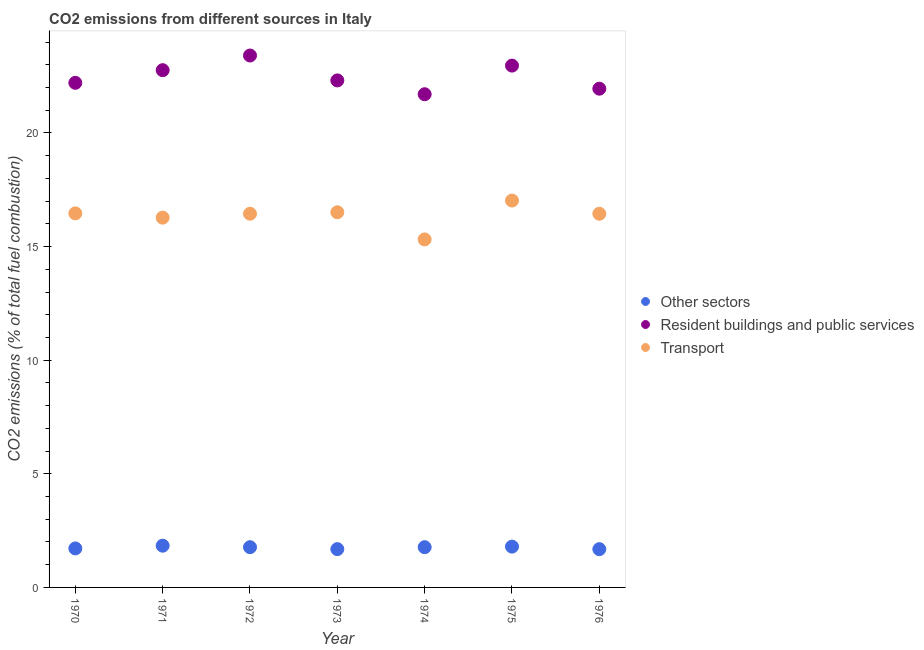 CO2 emissions from different sources in Italy
CO2 emissions (% of total fuel combustion)
20
15
10
5
0
1970
1971
1972
1973
1974
1975
1976
Year
Other sectors
Resident buildings and public services
Transport